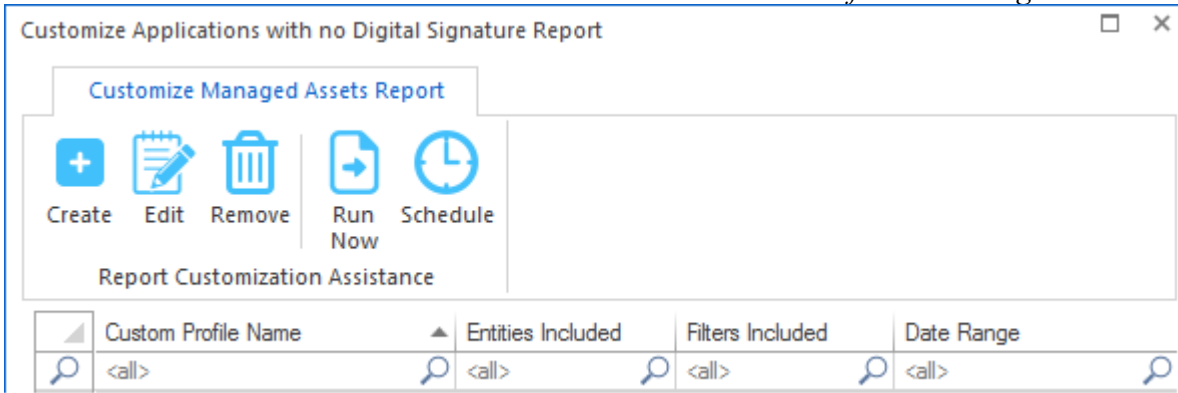 Customize Applications with no Digital Signature Report
Customize Managed Assets Report
Create Edit Remove Run Now Schedule
Report Customization Assistance
Custom Profile Name Entities Included Filters Included Date Range
<all> <all> <all> <all>